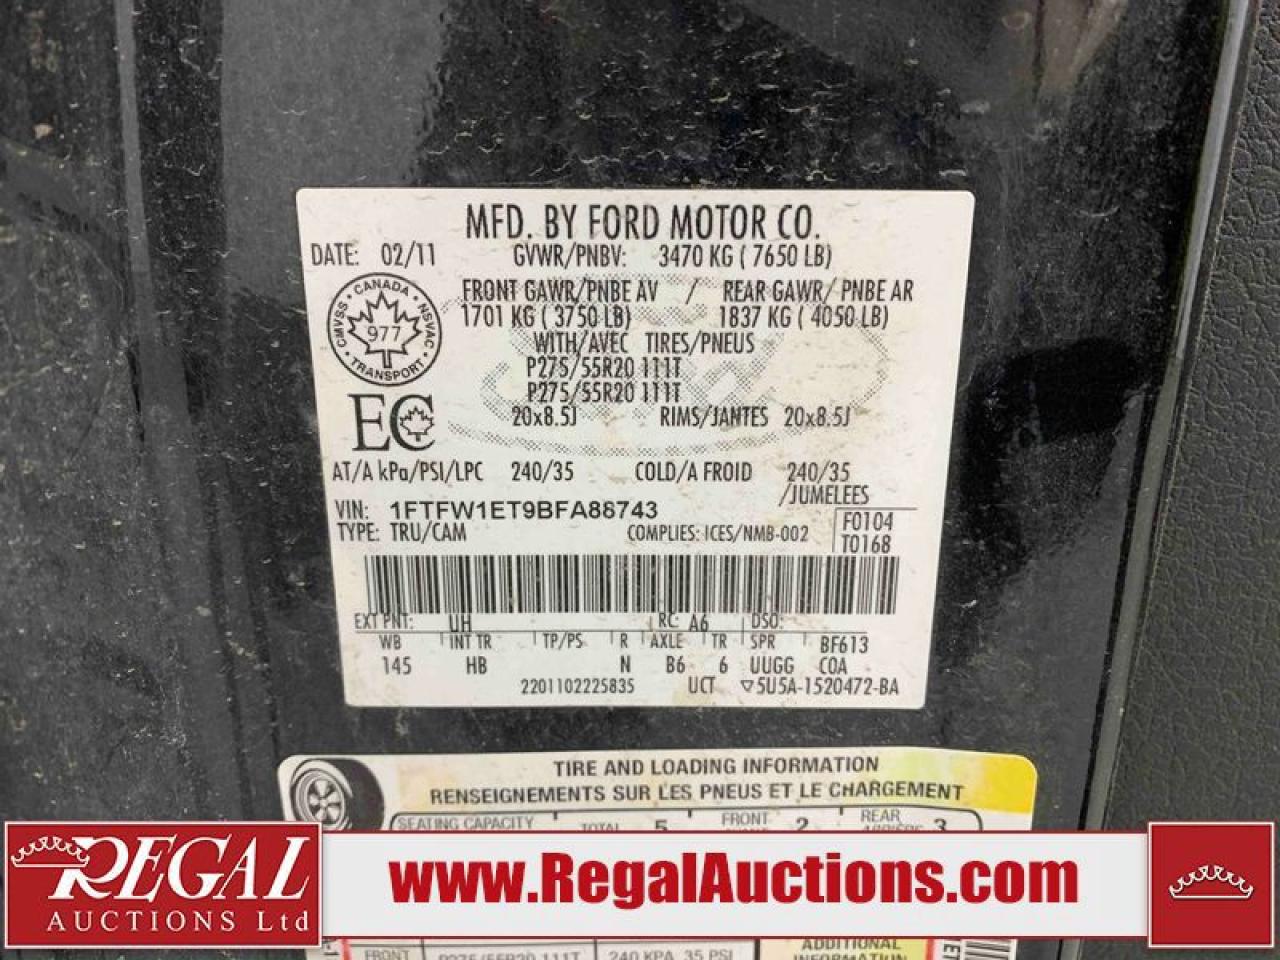 MFD. BY FORD MOTOR CO.
DATE: 02/11 GVWR/PNBV: 3470 KG ( 7650 LB)
FRONT GAWR/PNBE AV / REAR GAWR/ PNBE AR
1701 KG ( 3750 LB) 1837 KG ( 4050 LB)
WITH/AVEC TIRES/PNEUS
P275/55R20 111T
P275/55R20 111T
20x8.5J RIMS/JANTES 20x8.5J
CANADA
CMVSS · NSVAC
977
TRANSPORT
EC
AT/A kPa/PSI/LPC 240/35 COLD/A FROID 240/35
/JUMELEES
VIN: 1FTFW1ET9BFA88743
TYPE: TRU/CAM COMPLIES: ICES/NMB-002
F0104
T0168
EXT PNT: UH RC: A6 DSO:
WB INT TR TP/PS R AXLE TR SPR BF613
145 HB N B6 6 UUGG COA
2201102225835 UCT ▽5U5A-1520472-BA
TIRE AND LOADING INFORMATION
RENSEIGNEMENTS SUR LES PNEUS ET LE CHARGEMENT
SEATING CAPACITY TOTAL 5 FRONT 2 REAR 3
REGAL
AUCTIONS Ltd
www.RegalAuctions.com
FRONT P275/55R20 111T 240 KPA, 35 PSI
ADDITIONAL
INFORMATION